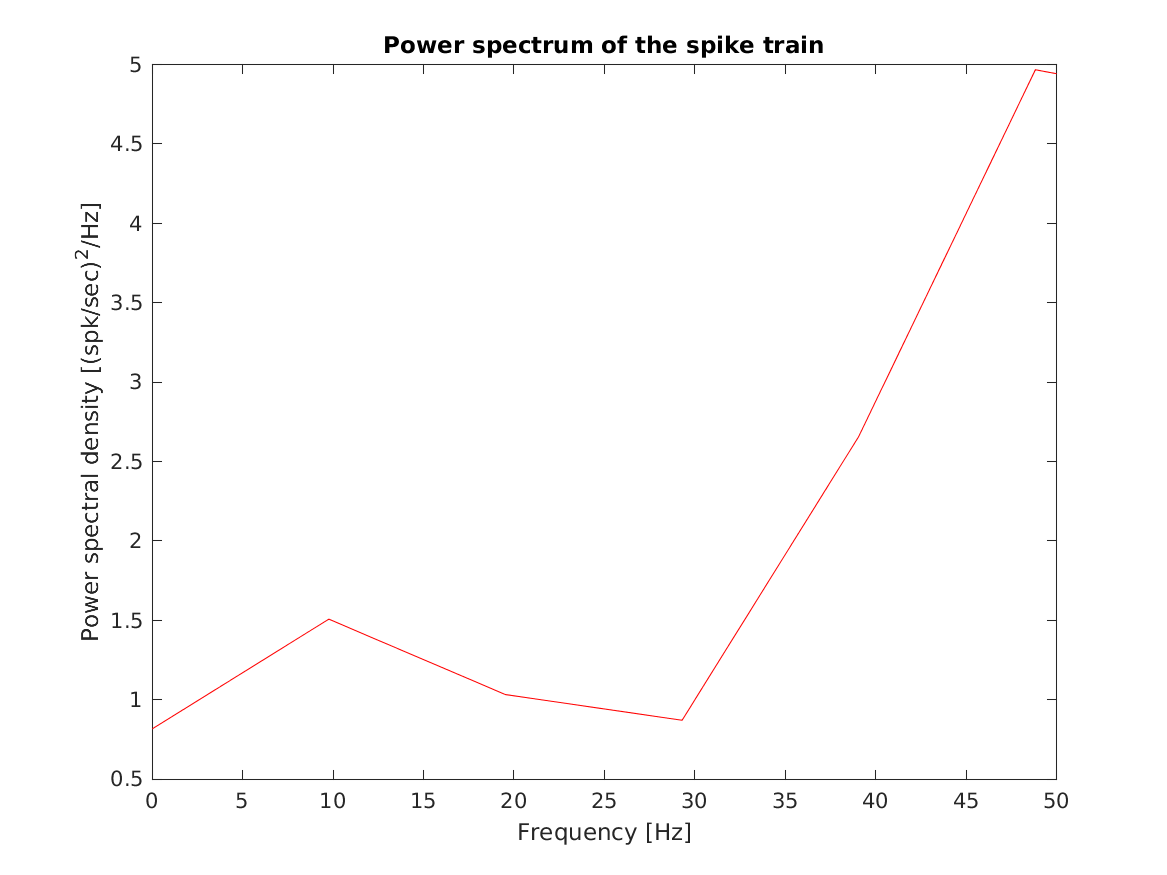 Power spectrum of the spike train
Power spectral density [(spk/sec)²/Hz]
5
4.5
4
3.5
3
2.5
2
1.5
1
0.5
0 5 10 15 20 25 30 35 40 45 50
Frequency [Hz]